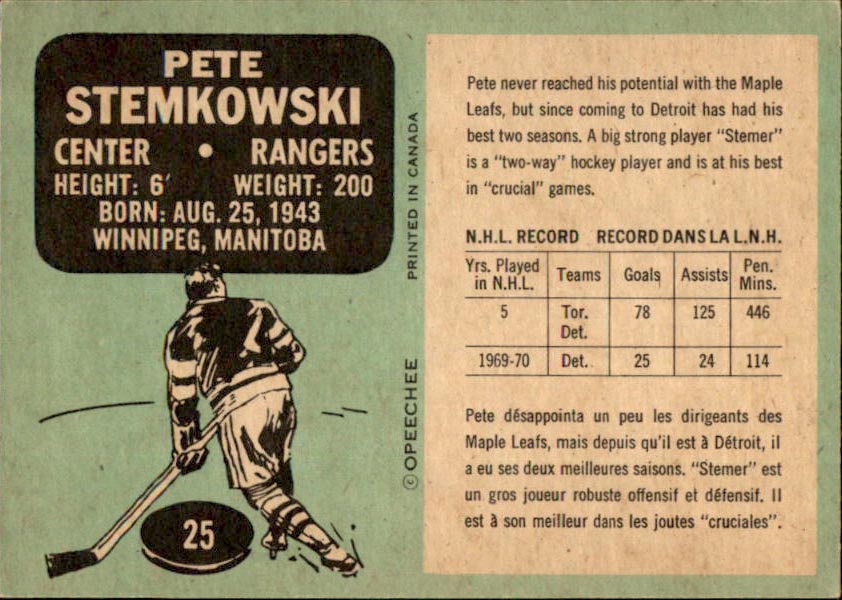 PETE
STEMKOWSKI
CENTER • RANGERS
HEIGHT: 6' WEIGHT: 200
BORN: AUG. 25, 1943
WINNIPEG, MANITOBA
25
PRINTED IN CANADA
© OPEECHEE
Pete never reached his potential with the Maple
Leafs, but since coming to Detroit has had his
best two seasons. A big strong player "Stemer"
is a "two-way" hockey player and is at his best
in "crucial" games.
N.H.L. RECORD RECORD DANS LA L.N.H.
Yrs. Played in N.H.L. Teams Goals Assists Pen. Mins.
5 Tor. Det. 78 125 446
1969-70 Det. 25 24 114
Pete désappointa un peu les dirigeants des
Maple Leafs, mais depuis qu'il est à Détroit, il
a eu ses deux meilleures saisons. "Stemer" est
un gros joueur robuste offensif et défensif. Il
est à son meilleur dans les joutes "cruciales".